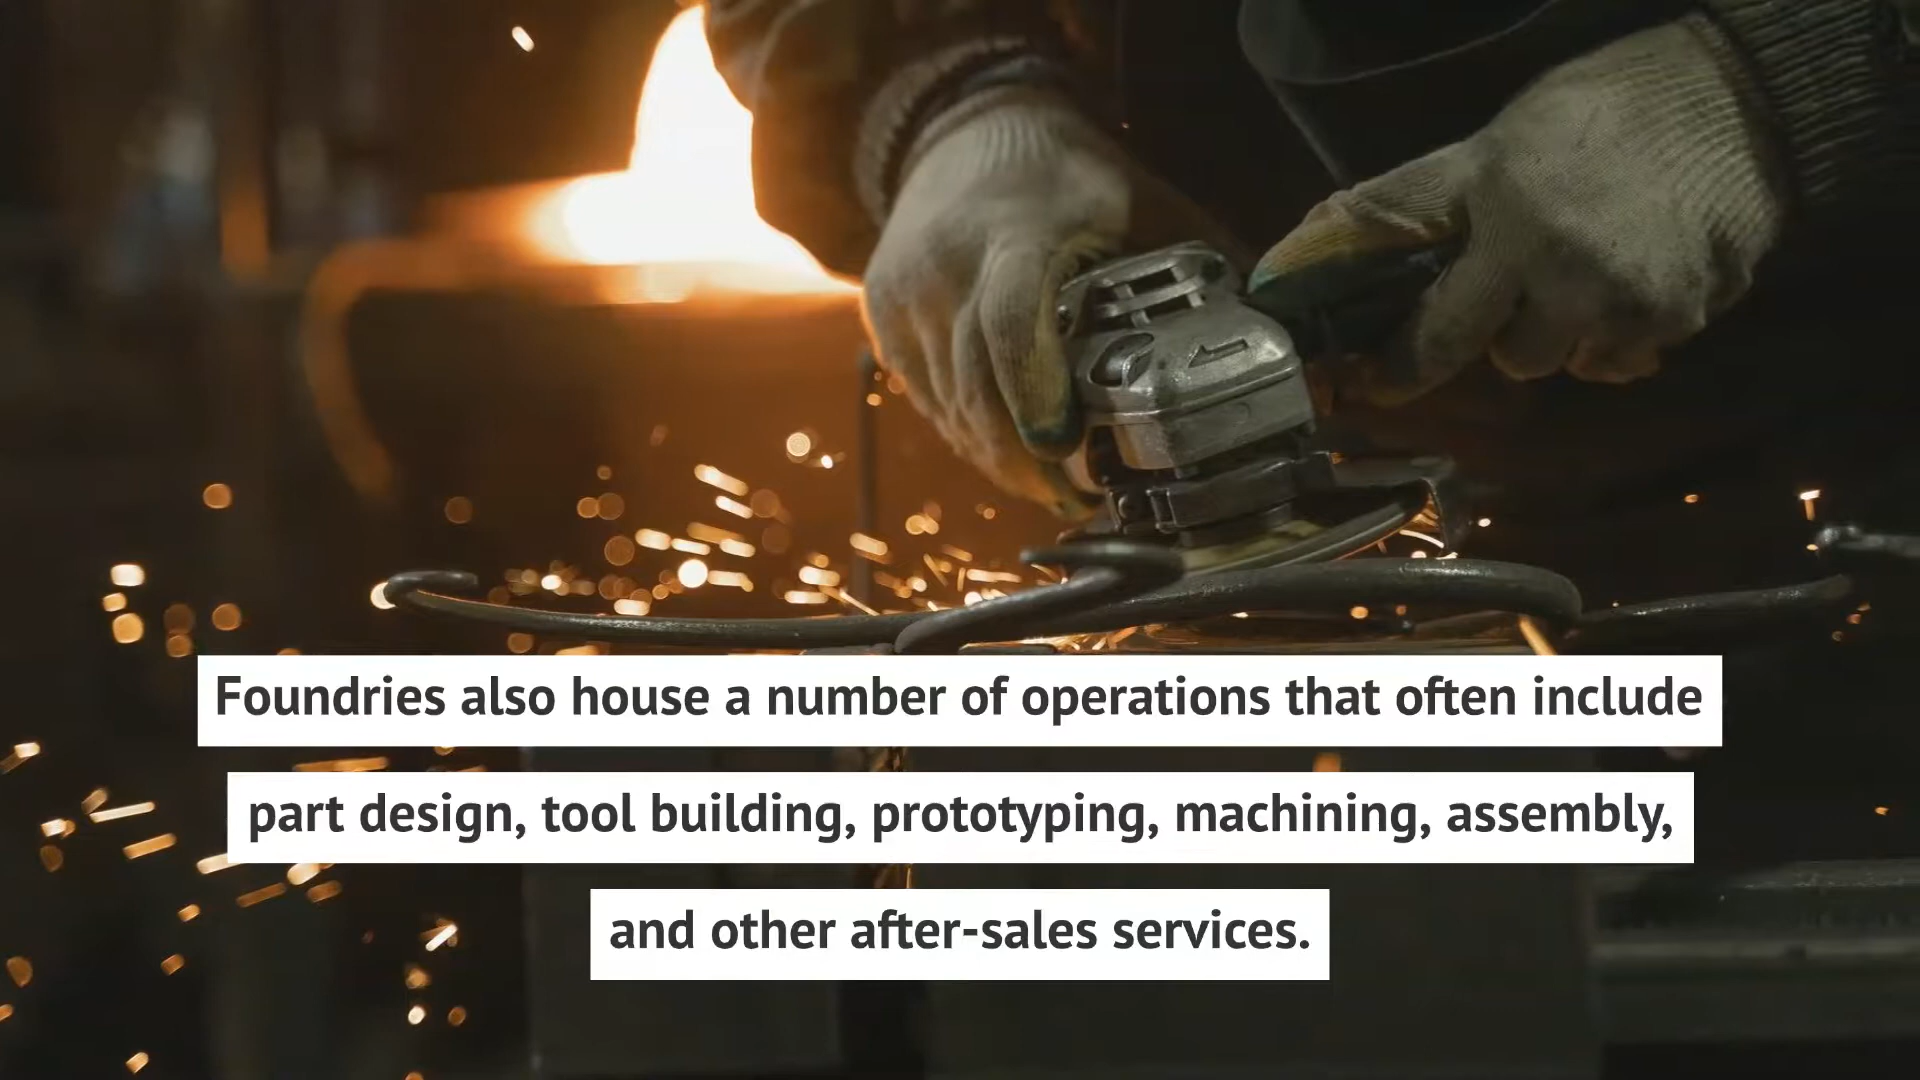 Foundries also house a number of operations that often include
part design, tool building, prototyping, machining, assembly,
and other after-sales services.